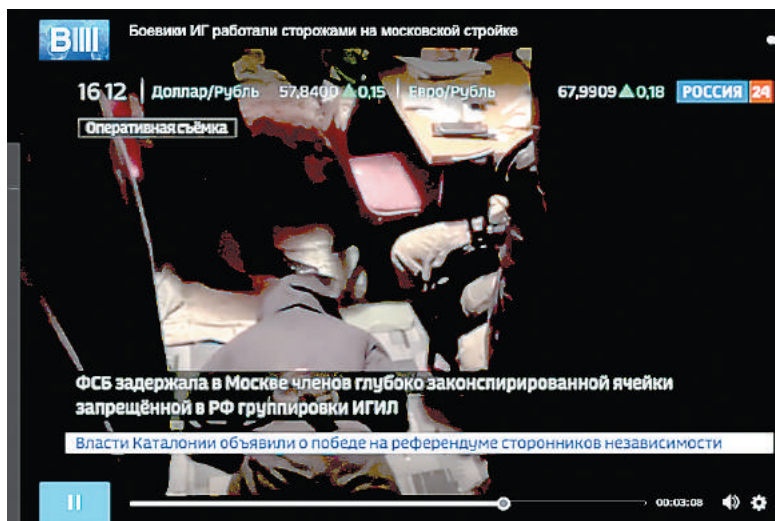 Боевики ИГ работали сторожами на московской стройке
16 12 Доллар/Рубль 57,8400 ▲ 0,15 Евро/Рубль 67,9909 ▲ 0,18 РОССИЯ 24
Оперативная съёмка
ФСБ задержала в Москве членов глубоко законспирированной ячейки
запрещённой в РФ группировки ИГИЛ
Власти Каталонии объявили о победе на референдуме сторонников независимости
00:03:08